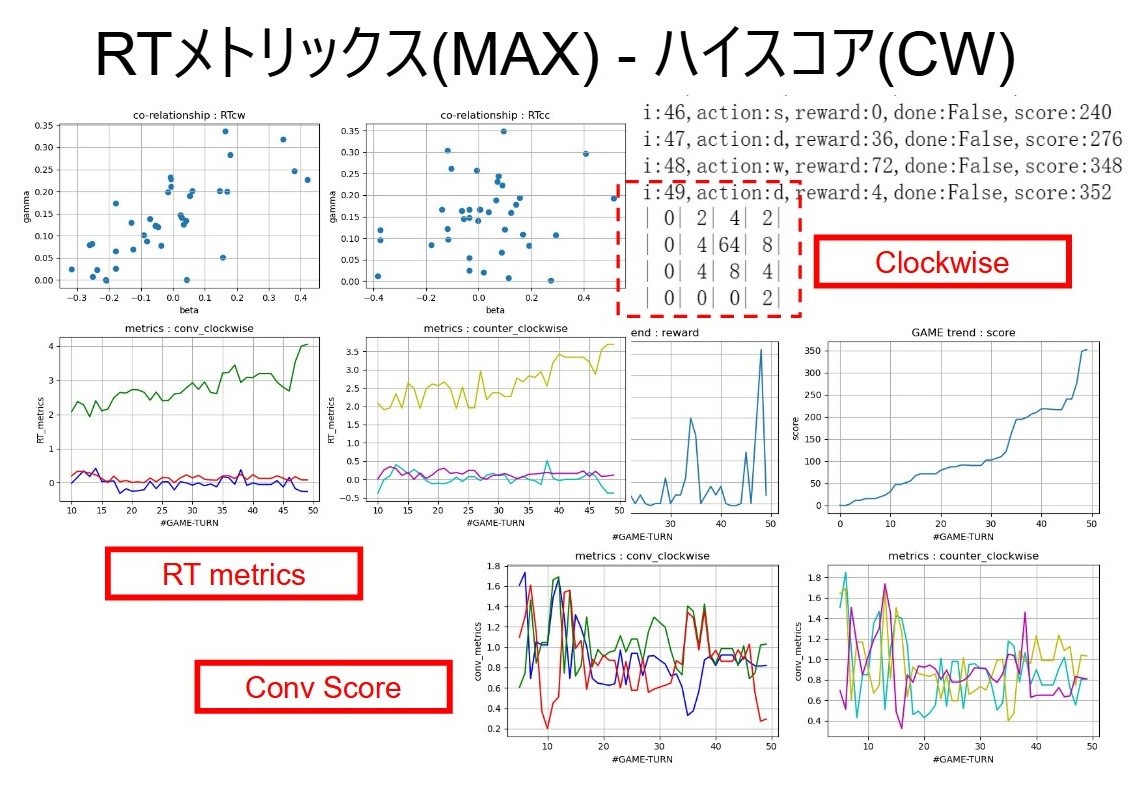 RTメトリックス(MAX) - ハイスコア(CW)
co-relationship : RTcw
0.35
0.30
0.25
0.20
0.15
0.10
0.05
0.00
gamma
−0.3 −0.2 −0.1 0.0 0.1 0.2 0.3 0.4
beta
co-relationship : RTcc
0.35
0.30
0.25
0.20
0.15
0.10
0.05
0.00
gamma
−0.4 −0.2 0.0 0.2 0.4
beta
i:46,action:s,reward:0,done:False,score:240
i:47,action:d,reward:36,done:False,score:276
i:48,action:w,reward:72,done:False,score:348
i:49,action:d,reward:4,done:False,score:352
| 0| 2| 4| 2|
| 0| 4|64| 8|
| 0| 4| 8| 4|
| 0| 0| 0| 2|
Clockwise
metrics : conv_clockwise
4
3
2
1
0
RT_metrics
10 15 20 25 30 35 40 45 50
#GAME-TURN
metrics : counter_clockwise
3.5
3.0
2.5
2.0
1.5
1.0
0.5
0.0
−0.5
RT_metrics
10 15 20 25 30 35 40 45 50
#GAME-TURN
end : reward
30 40 50
#GAME-TURN
GAME trend : score
350
300
250
200
150
100
50
0
score
0 10 20 30 40 50
#GAME-TURN
RT metrics
Conv Score
metrics : conv_clockwise
1.8
1.6
1.4
1.2
1.0
0.8
0.6
0.4
0.2
conv_metrics
10 20 30 40 50
#GAME-TURN
metrics : counter_clockwise
1.8
1.6
1.4
1.2
1.0
0.8
0.6
0.4
conv_metrics
10 20 30 40 50
#GAME-TURN